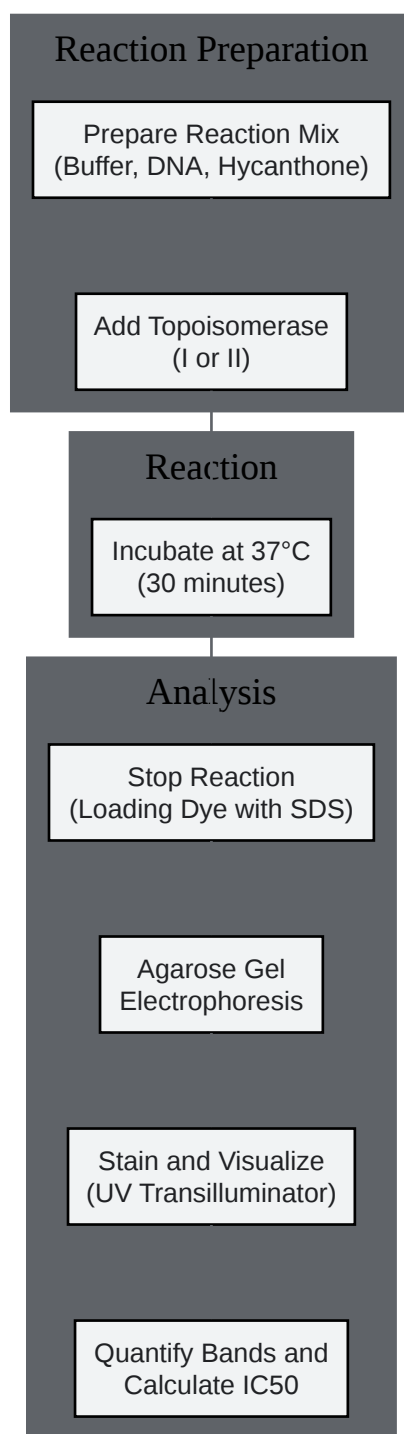 Reaction Preparation
Prepare Reaction Mix
(Buffer, DNA, Hycanthone)
Add Topoisomerase
(I or II)
Reaction
Incubate at 37°C
(30 minutes)
Analysis
Stop Reaction
(Loading Dye with SDS)
Agarose Gel
Electrophoresis
Stain and Visualize
(UV Transilluminator)
Quantify Bands and
Calculate IC50